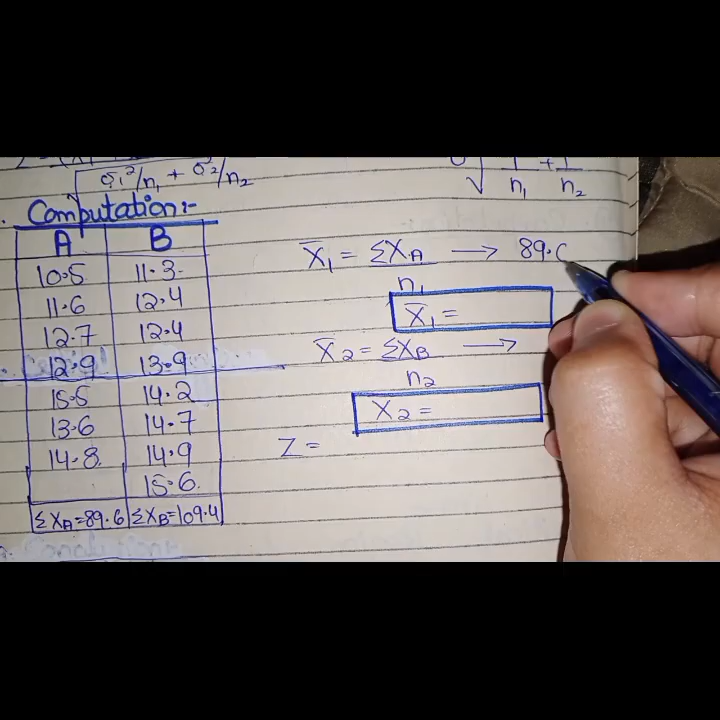 σ₁²/n₁ + σ₂/n₂
n₁ n₂
Computation:-
A B
10.5 11.3
11.6 12.4
12.7 12.4
12.9 13.9
15.5 14.2
13.6 14.7
14.8 14.9
15.6
ΣXA=89.6 ΣXB=109.4
X̄₁ = ΣXA/n₁ → 89.6
X̄₁ =
X̄₂ = ΣXB/n₂ →
X₂ =
Z =